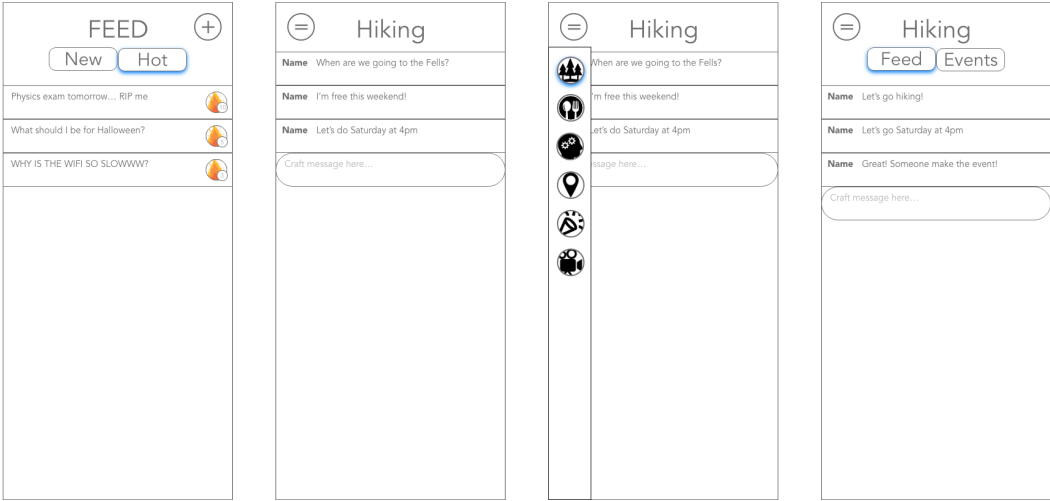 FEED
New Hot
Physics exam tomorrow... RIP me
What should I be for Halloween?
WHY IS THE WIFI SO SLOWWW?
Hiking
Name When are we going to the Fells?
Name I'm free this weekend!
Name Let's do Saturday at 4pm
Craft message here...
Hiking
When are we going to the Fells?
'm free this weekend!
Let's do Saturday at 4pm
ssage here...
Hiking
Feed Events
Name Let's go hiking!
Name Let's go Saturday at 4pm
Name Great! Someone make the event!
Craft message here...